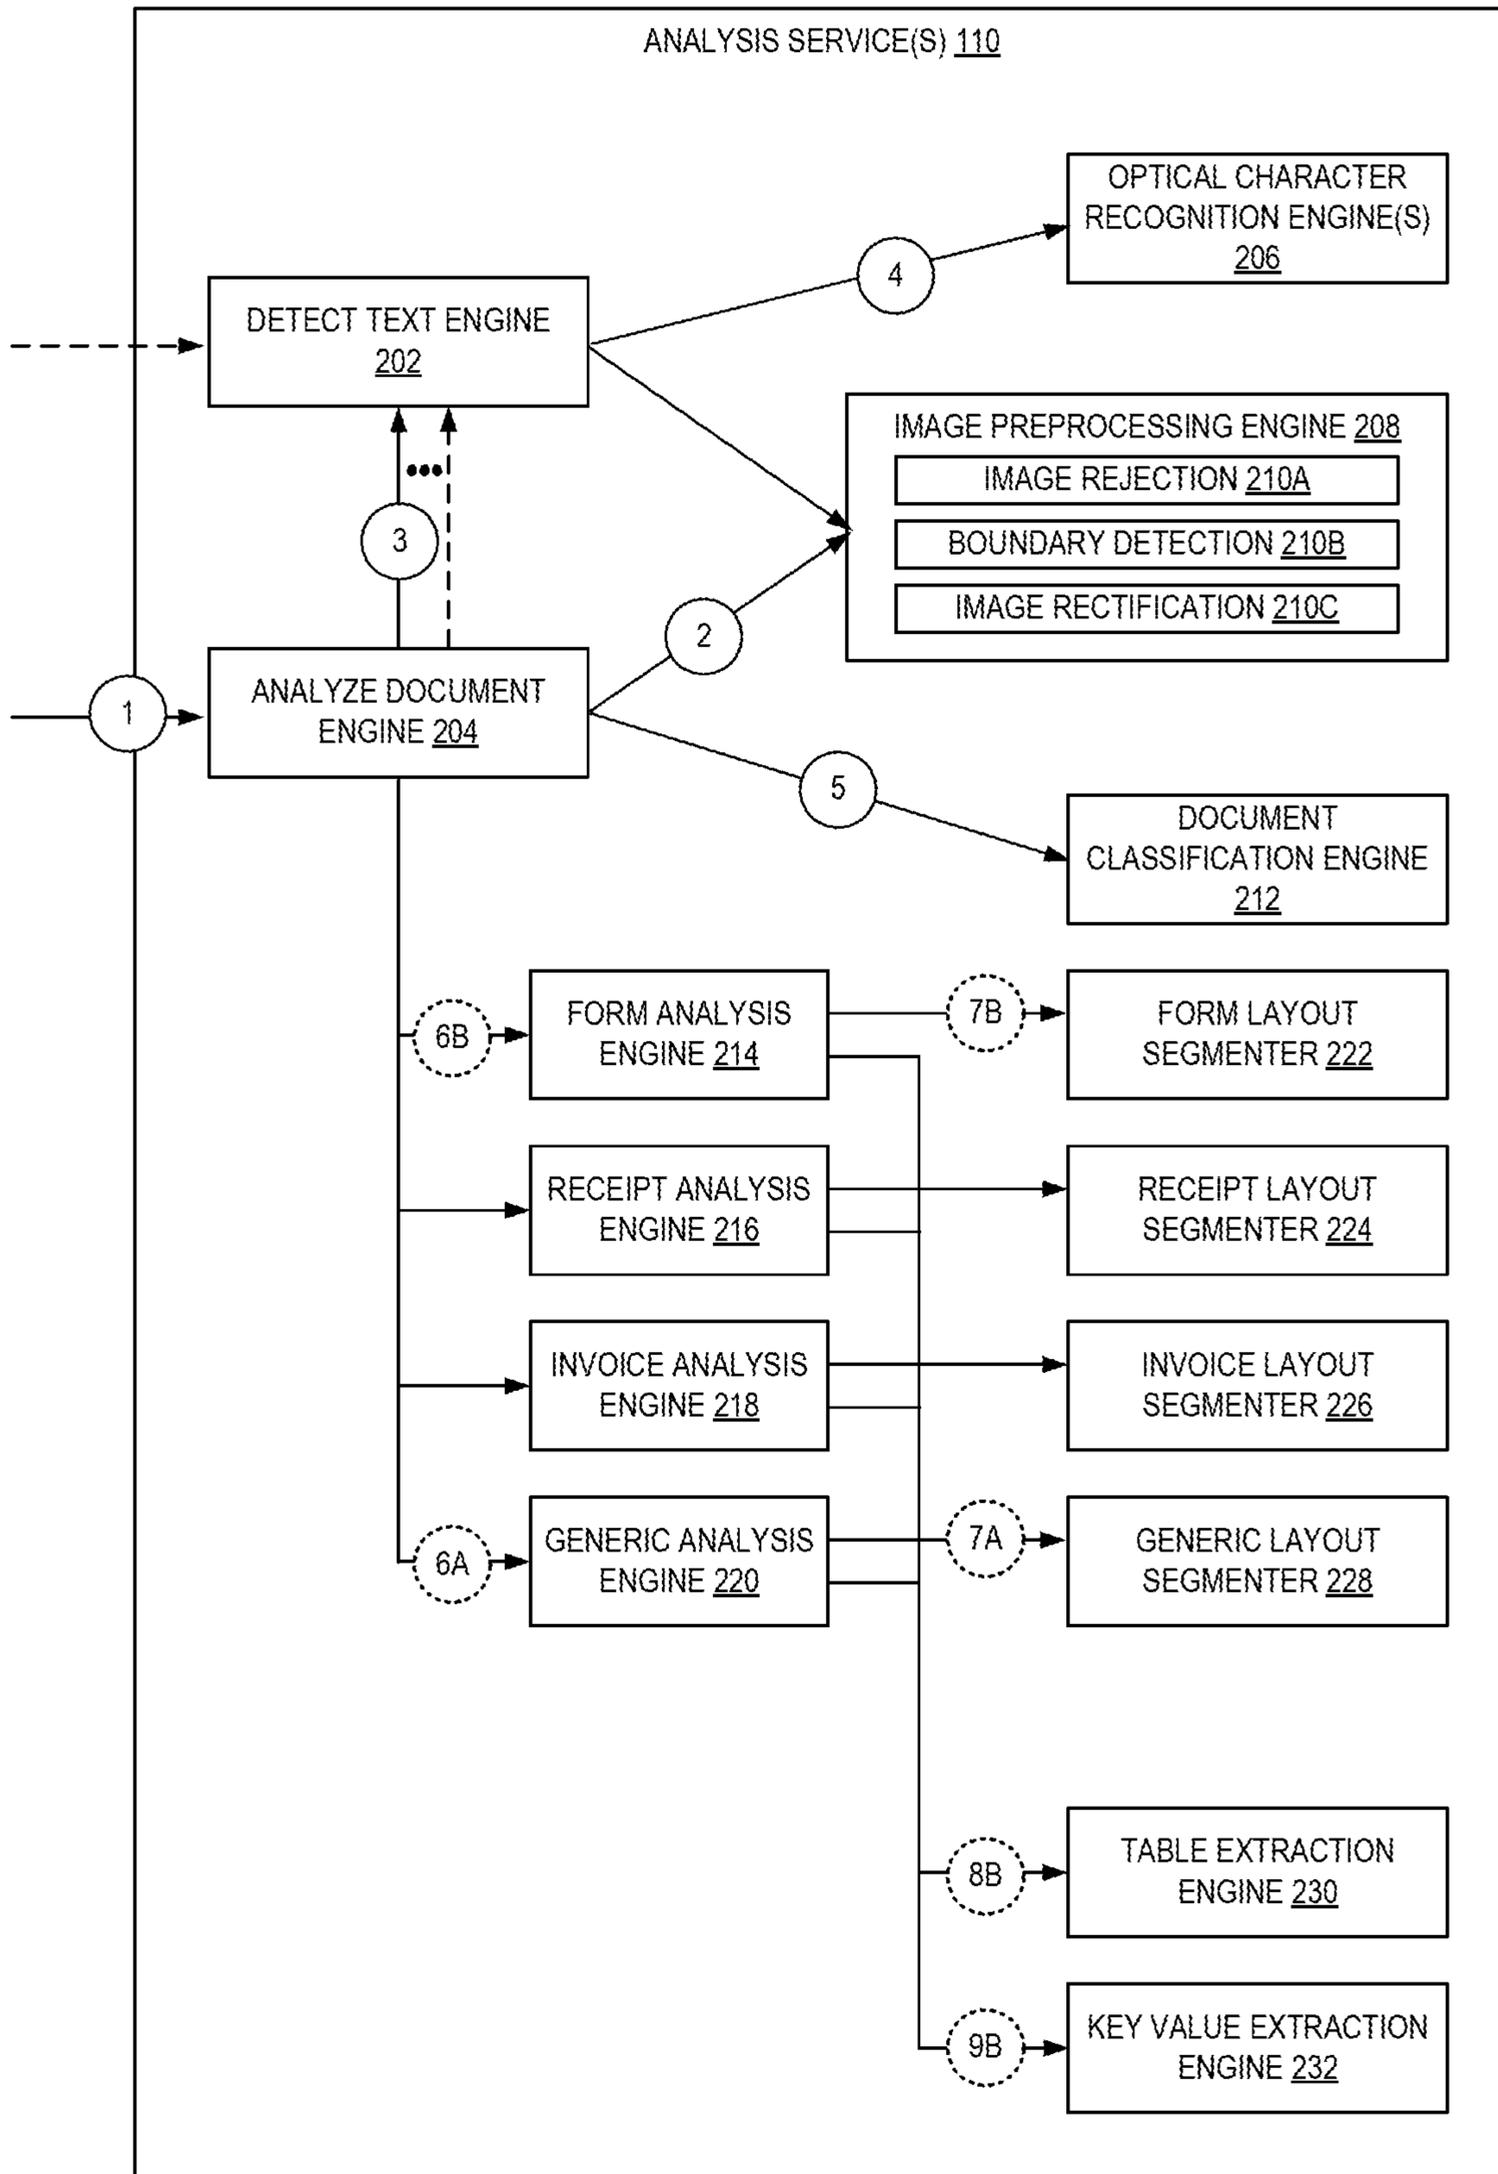 ANALYSIS SERVICE(S) 110
OPTICAL CHARACTER
RECOGNITION ENGINE(S)
206
4
DETECT TEXT ENGINE
202
IMAGE PREPROCESSING ENGINE 208
IMAGE REJECTION 210A
BOUNDARY DETECTION 210B
IMAGE RECTIFICATION 210C
3
2
1
ANALYZE DOCUMENT
ENGINE 204
5
DOCUMENT
CLASSIFICATION ENGINE
212
6B
FORM ANALYSIS
ENGINE 214
7B
FORM LAYOUT
SEGMENTER 222
RECEIPT ANALYSIS
ENGINE 216
RECEIPT LAYOUT
SEGMENTER 224
INVOICE ANALYSIS
ENGINE 218
INVOICE LAYOUT
SEGMENTER 226
6A
GENERIC ANALYSIS
ENGINE 220
7A
GENERIC LAYOUT
SEGMENTER 228
8B
TABLE EXTRACTION
ENGINE 230
9B
KEY VALUE EXTRACTION
ENGINE 232